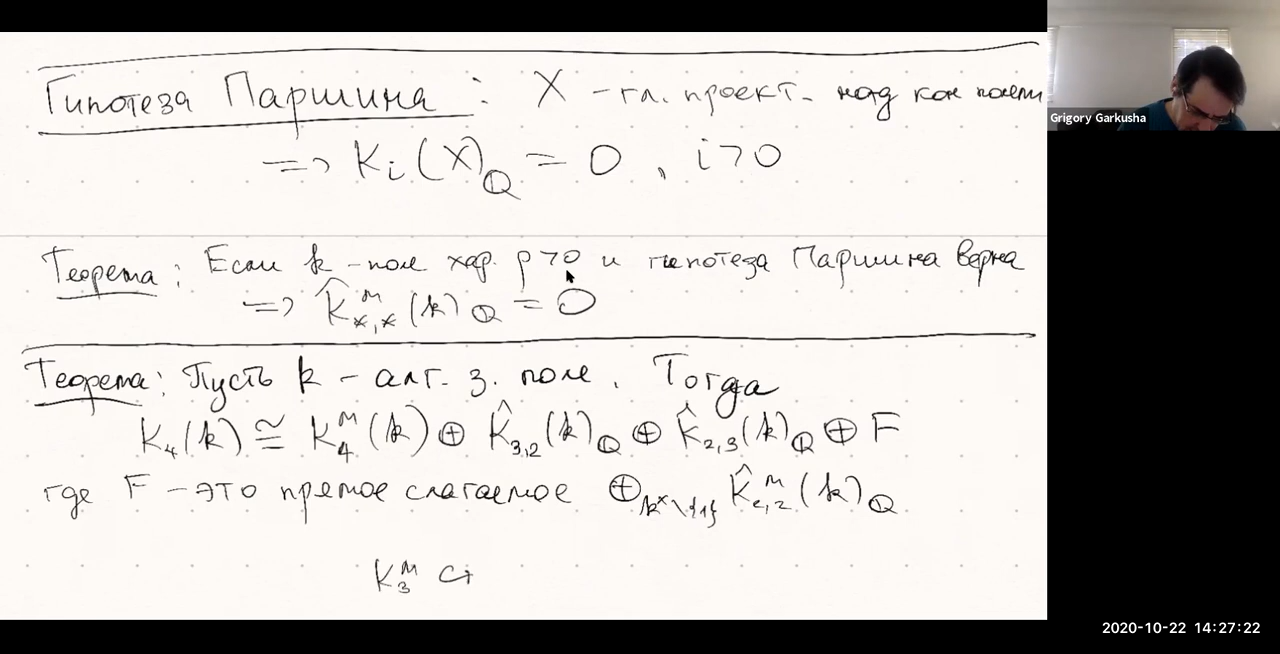 Гипотеза Паршина : X - гл. проект. над кон полем
=> K_i(X)_Q = 0 , i>0
Grigory Garkusha
Теорема : Если k - поле хар. p>0 и гипотеза Паршина верна
=> K̂^M_{*,*}(k)_Q = 0
Теорема : Пусть k - алг. з. поле. Тогда
K_4(k) ≅ K_4^M(k) ⊕ K̂_{3,2}(k)_Q ⊕ K̂_{2,3}(k)_Q ⊕ F
где F - это прямое слагаемое ⊕_{k^×\{1}} K̂^M_{2,2}(k)_Q
K_3^M
2020-10-22 14:27:22